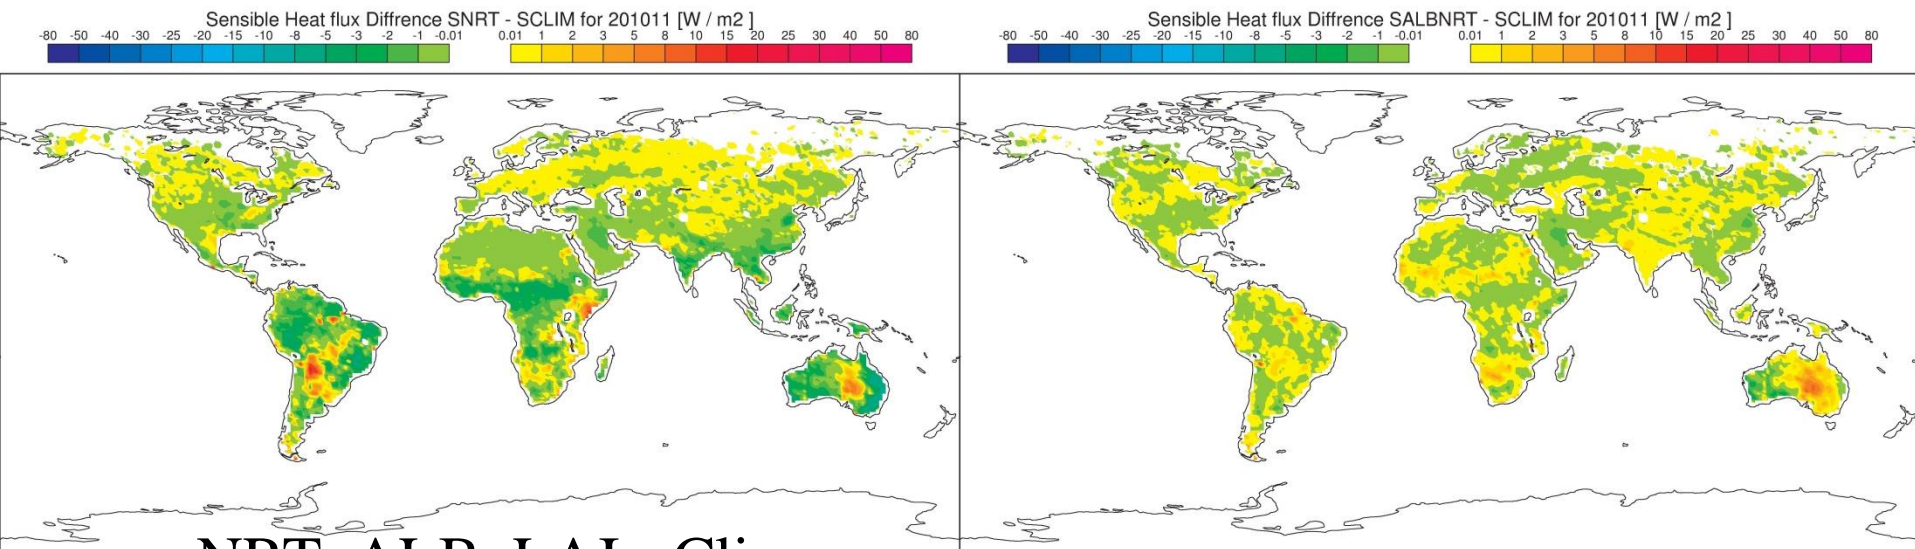 Sensible Heat flux Diffrence SNRT - SCLIM for 201011 [W / m2 ]
-80 -50 -40 -30 -25 -20 -15 -10 -8 -5 -3 -2 -1 -0.01 0.01 1 2 3 5 8 10 15 20 25 30 40 50 80
Sensible Heat flux Diffrence SALBNRT - SCLIM for 201011 [W / m2 ]
-80 -50 -40 -30 -25 -20 -15 -10 -8 -5 -3 -2 -1 -0.01 0.01 1 2 3 5 8 10 15 20 25 30 40 50 80